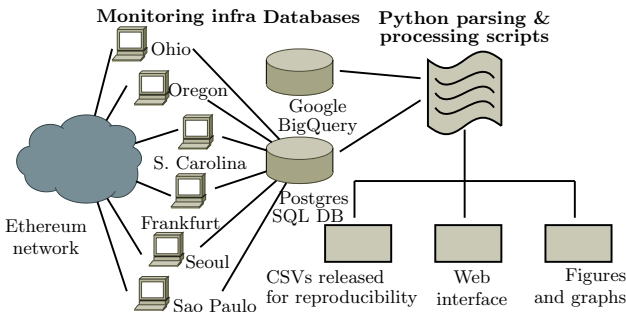 Monitoring infra
Databases
Python parsing &
processing scripts
Ohio
Oregon
S. Carolina
Frankfurt
Seoul
Sao Paulo
Ethereum
network
Google
BigQuery
Postgres
SQL DB
CSVs released
for reproducibility
Web
interface
Figures
and graphs